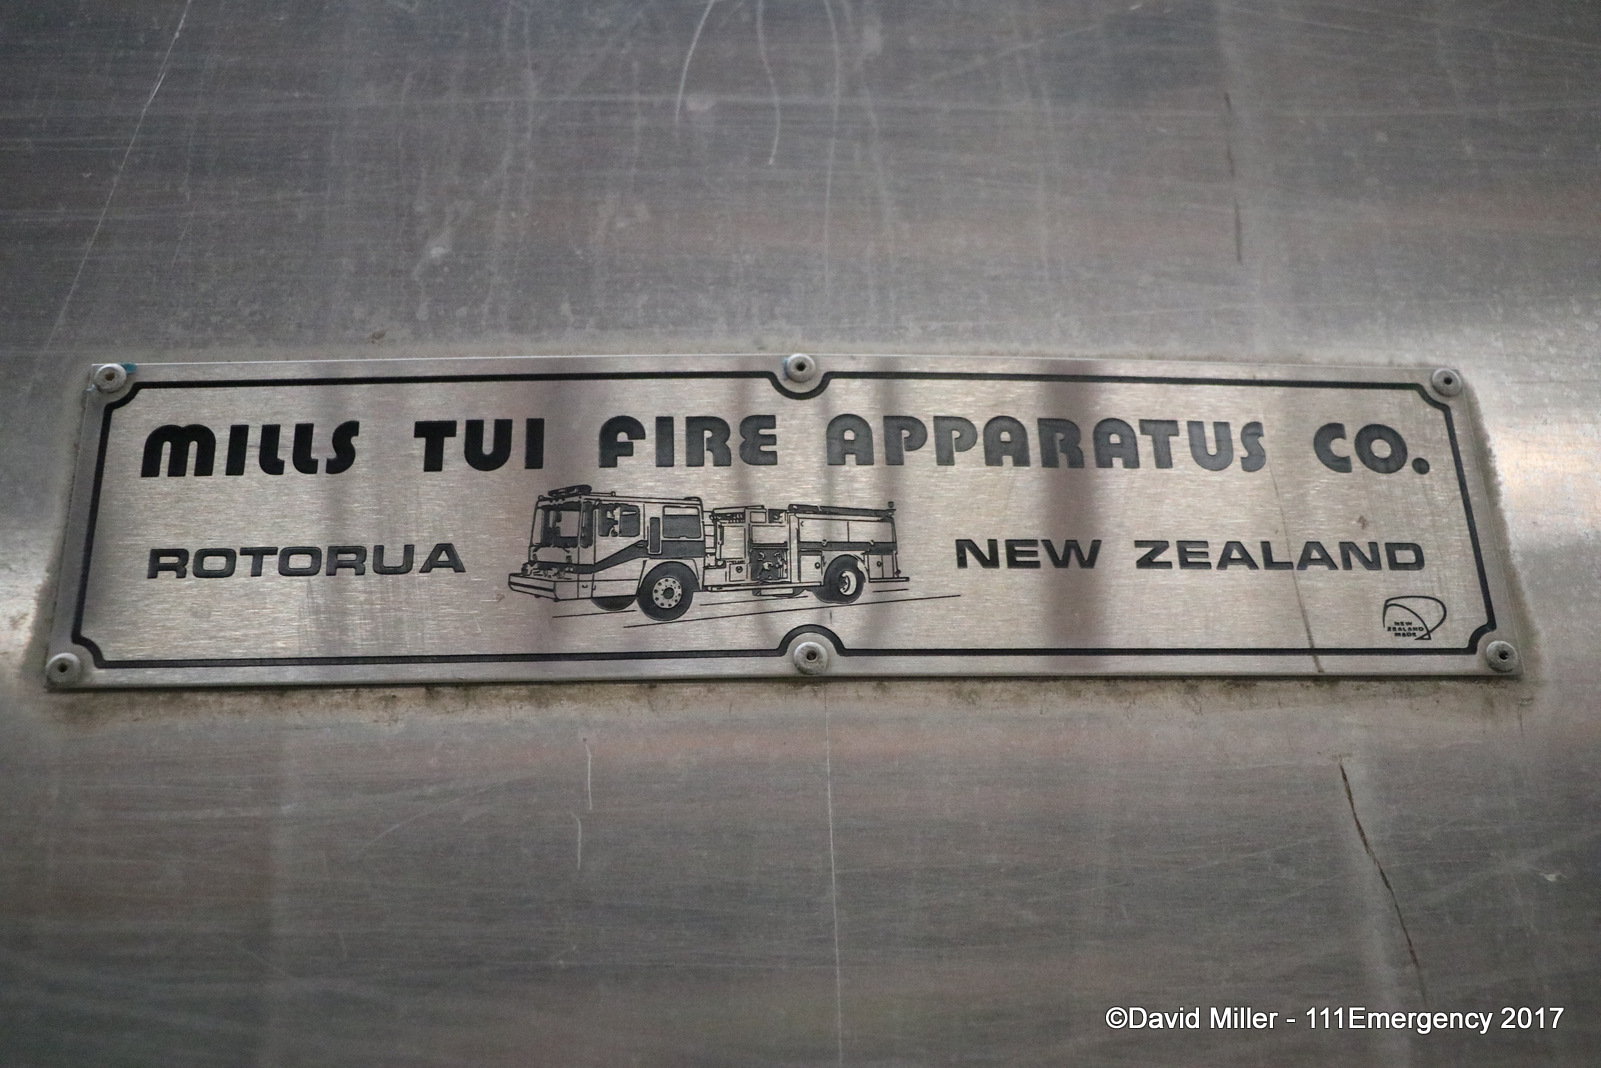 MILLS TUI FIRE APPARATUS CO.
ROTORUA NEW ZEALAND
NEW
ZEALAND
MADE
©David Miller - 111Emergency 2017